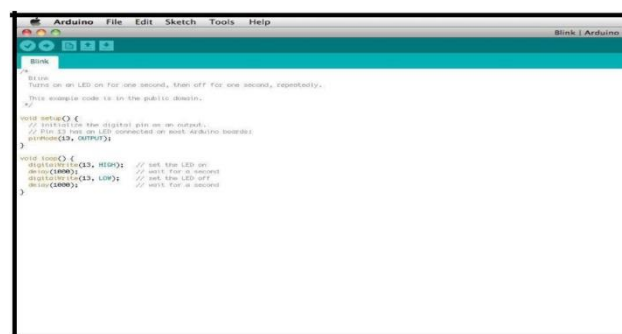 Arduino File Edit Sketch Tools Help
Blink | Arduino
Blink
/*
Blink
Turns on an LED on for one second, then off for one second, repeatedly.
This example code is in the public domain.
*/
void setup() {
// initialize the digital pin as an output.
// Pin 13 has an LED connected on most Arduino boards:
pinMode(13, OUTPUT);
}
void loop() {
digitalWrite(13, HIGH); // set the LED on
delay(1000); // wait for a second
digitalWrite(13, LOW); // set the LED off
delay(1000); // wait for a second
}